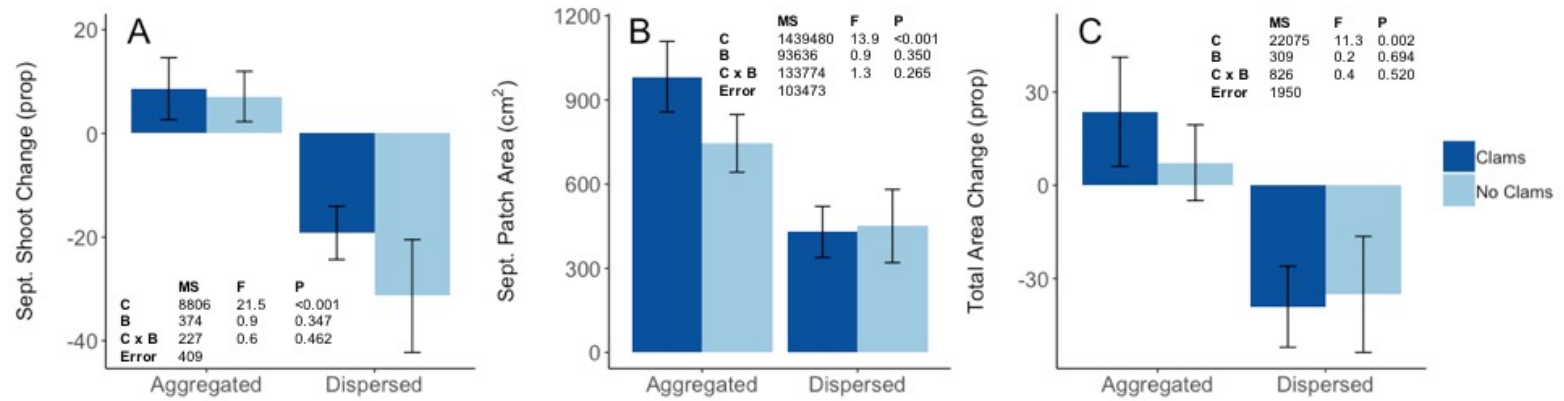 A
Sept. Shoot Change (prop)
20
0
-20
-40
MS F P
C 8806 21.5 <0.001
B 374 0.9 0.347
C x B 227 0.6 0.462
Error 409
Aggregated Dispersed
B
Sept. Patch Area (cm²)
1200
900
600
300
0
MS F P
C 1439480 13.9 <0.001
B 93636 0.9 0.350
C x B 133774 1.3 0.265
Error 103473
Aggregated Dispersed
C
Total Area Change (prop)
30
0
-30
MS F P
C 22075 11.3 0.002
B 309 0.2 0.694
C x B 826 0.4 0.520
Error 1950
Aggregated Dispersed
Clams
No Clams